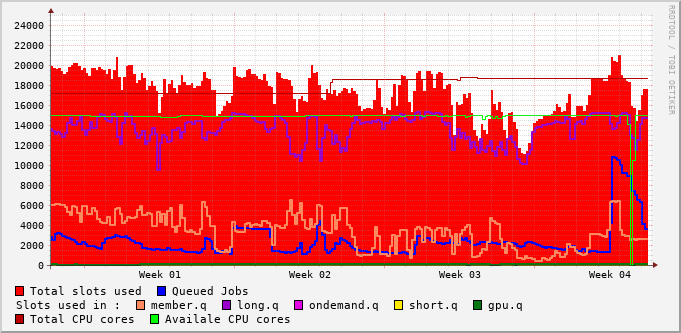 24000
22000
20000
18000
16000
14000
12000
10000
8000
6000
4000
2000
0
Week 01 Week 02 Week 03 Week 04
RRDTOOL / TOBI OETIKER
Total slots used Queued Jobs
Slots used in : member.q long.q ondemand.q short.q gpu.q
Total CPU cores Availale CPU cores